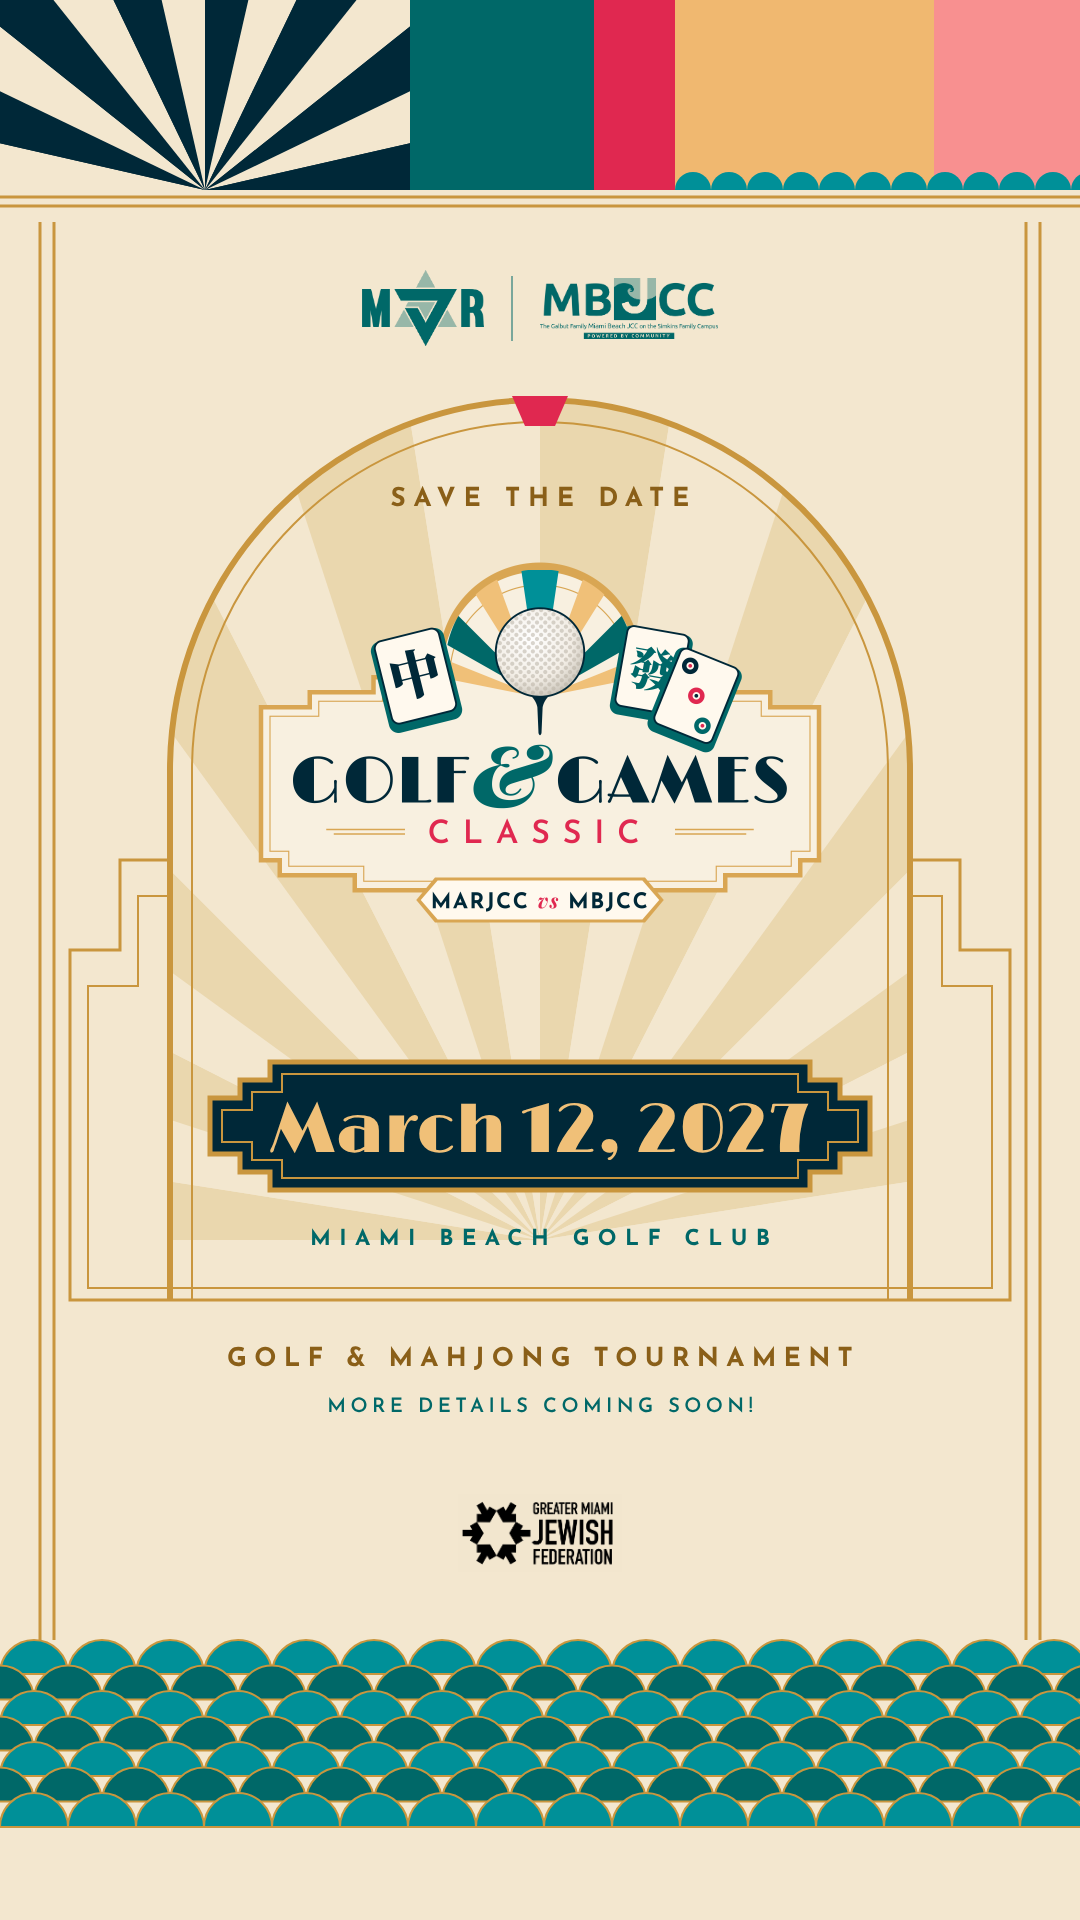 MAR
MBJCC
The Galbut Family Miami Beach JCC on the Simkins Family Campus
POWERED BY COMMUNITY
SAVE THE DATE
中
發
GOLF & GAMES
CLASSIC
MARJCC vs MBJCC
March 12, 2027
MIAMI BEACH GOLF CLUB
GOLF & MAHJONG TOURNAMENT
MORE DETAILS COMING SOON!
GREATER MIAMI
JEWISH
FEDERATION